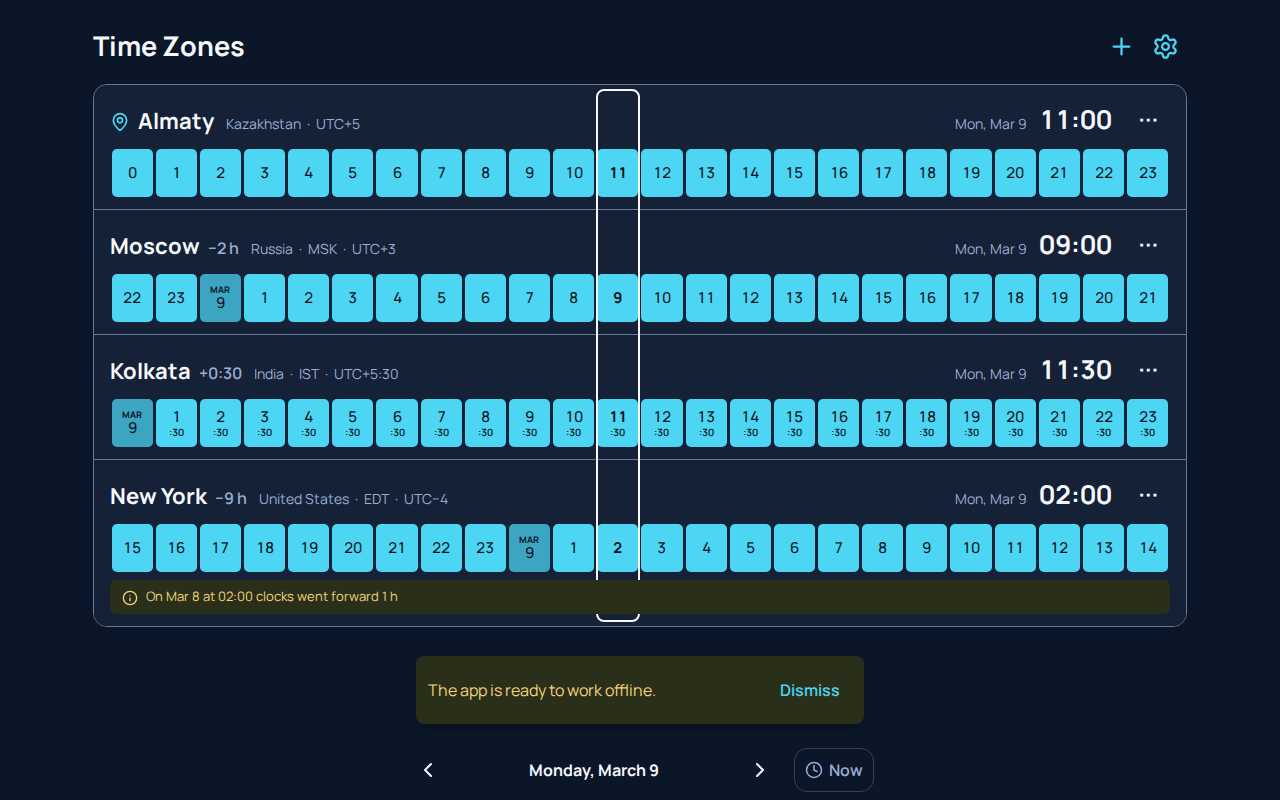 Time Zones
Almaty Kazakhstan · UTC+5 Mon, Mar 9 11:00 ···
0 1 2 3 4 5 6 7 8 9 10 11 12 13 14 15 16 17 18 19 20 21 22 23
Moscow −2 h Russia · MSK · UTC+3 Mon, Mar 9 09:00 ···
22 23 MAR 9 1 2 3 4 5 6 7 8 9 10 11 12 13 14 15 16 17 18 19 20 21
Kolkata +0:30 India · IST · UTC+5:30 Mon, Mar 9 11:30 ···
MAR 9 1:30 2:30 3:30 4:30 5:30 6:30 7:30 8:30 9:30 10:30 11:30 12:30 13:30 14:30 15:30 16:30 17:30 18:30 19:30 20:30 21:30 22:30 23:30
New York −9 h United States · EDT · UTC−4 Mon, Mar 9 02:00 ···
15 16 17 18 19 20 21 22 23 MAR 9 1 2 3 4 5 6 7 8 9 10 11 12 13 14
On Mar 8 at 02:00 clocks went forward 1 h
The app is ready to work offline. Dismiss
Monday, March 9 Now